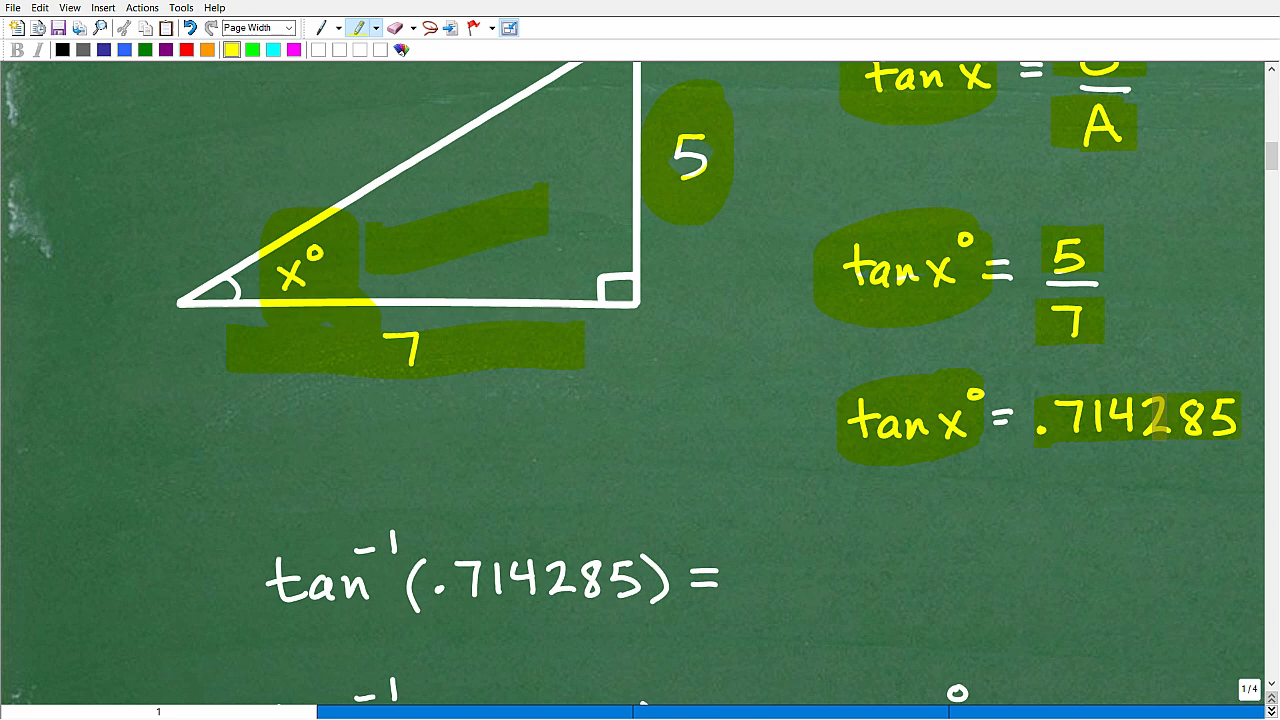 File Edit View Insert Actions Tools Help
Page Width
B I
tan x =
A
5
x°
7
tan x° = 5/7
tan x° = .714285
tan⁻¹(.714285) =
-1
1/4
1